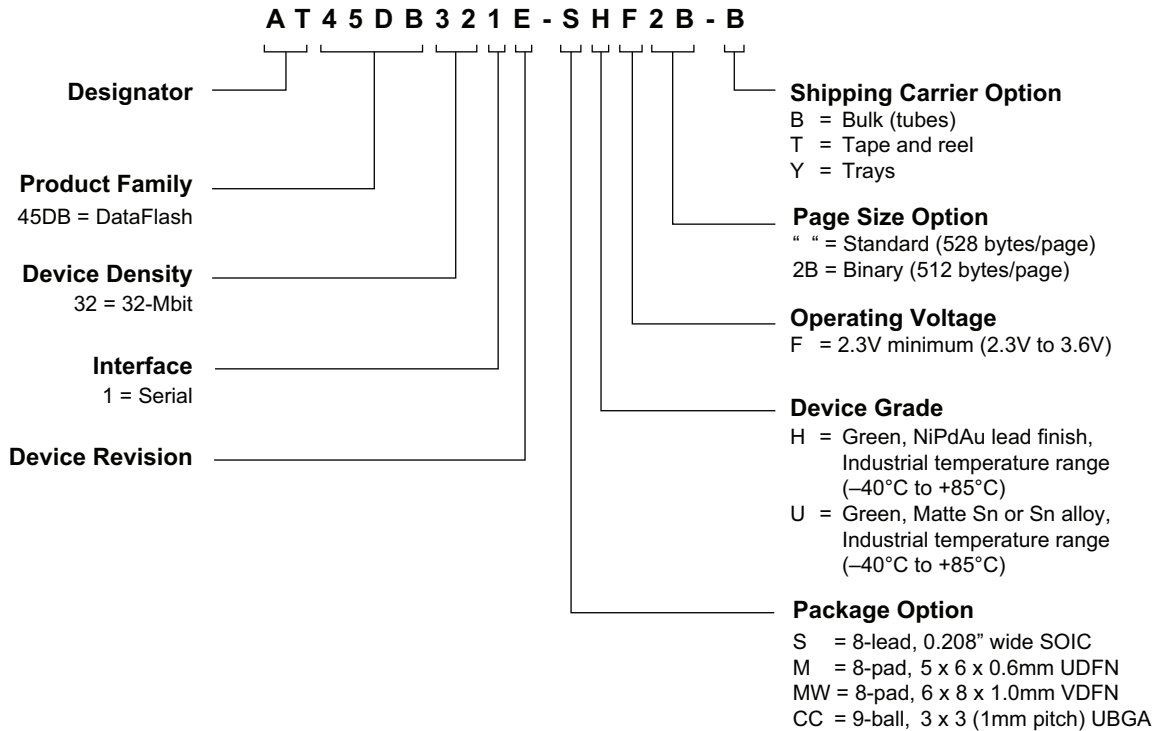 A T 4 5 D B 3 2 1 E - S H F 2 B - B
Designator
Product Family
45DB = DataFlash
Device Density
32 = 32-Mbit
Interface
1 = Serial
Device Revision
Shipping Carrier Option
B = Bulk (tubes)
T = Tape and reel
Y = Trays
Page Size Option
“ “ = Standard (528 bytes/page)
2B = Binary (512 bytes/page)
Operating Voltage
F = 2.3V minimum (2.3V to 3.6V)
Device Grade
H = Green, NiPdAu lead finish,
Industrial temperature range
(–40°C to +85°C)
U = Green, Matte Sn or Sn alloy,
Industrial temperature range
(–40°C to +85°C)
Package Option
S = 8-lead, 0.208” wide SOIC
M = 8-pad, 5 x 6 x 0.6mm UDFN
MW = 8-pad, 6 x 8 x 1.0mm VDFN
CC = 9-ball, 3 x 3 (1mm pitch) UBGA